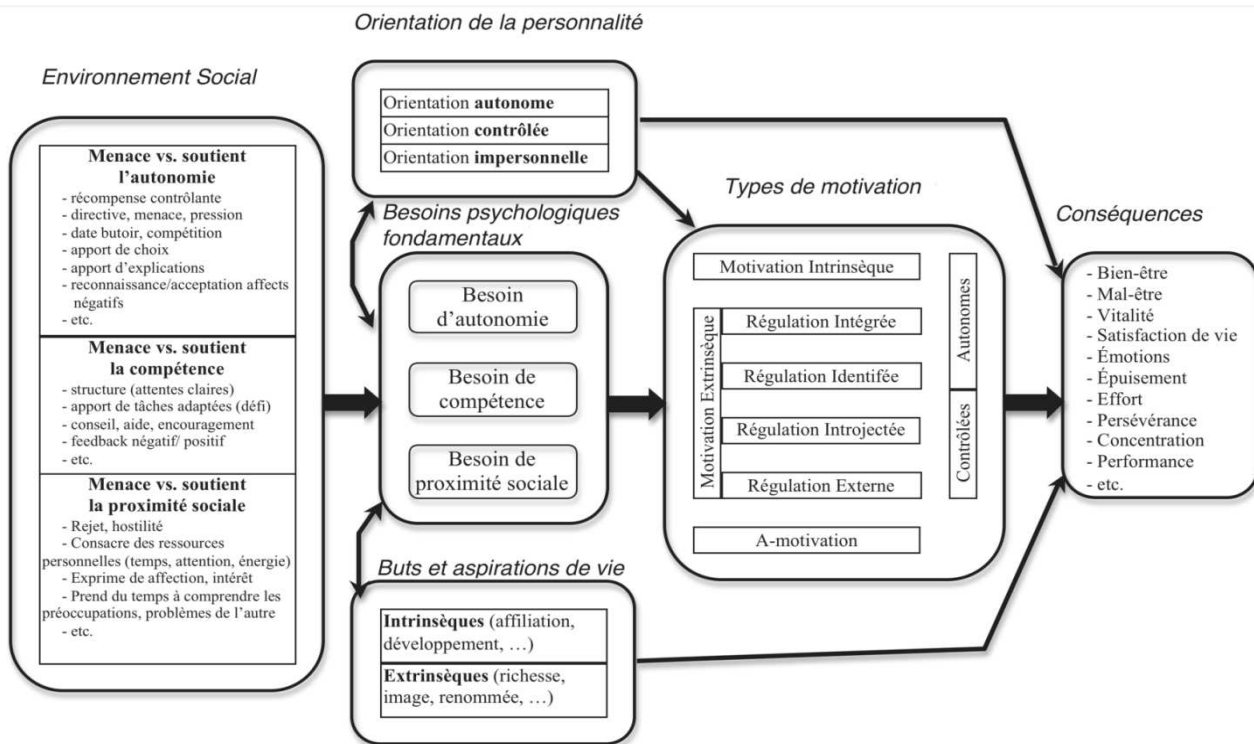 Orientation de la personnalité
Orientation autonome
Orientation contrôlée
Orientation impersonnelle
Environnement Social
Menace vs. soutient
l'autonomie
- récompense contrôlante
- directive, menace, pression
- date butoir, compétition
- apport de choix
- apport d'explications
- reconnaissance/acceptation affects
négatifs
- etc.
Menace vs. soutient
la compétence
- structure (attentes claires)
- apport de tâches adaptées (défi)
- conseil, aide, encouragement
- feedback négatif/ positif
- etc.
Menace vs. soutient
la proximité sociale
- Rejet, hostilité
- Consacre des ressources
personnelles (temps, attention, énergie)
- Exprime de affection, intérêt
- Prend du temps à comprendre les
préoccupations, problèmes de l'autre
- etc.
Besoins psychologiques
fondamentaux
Besoin
d'autonomie
Besoin de
compétence
Besoin de
proximité sociale
Buts et aspirations de vie
Intrinsèques (affiliation,
développement, …)
Extrinsèques (richesse,
image, renommée, …)
Types de motivation
Motivation Intrinsèque
Motivation Extrinsèque
Régulation Intégrée
Régulation Identifée
Régulation Introjectée
Régulation Externe
A-motivation
Autonomes
Contrôlées
Conséquences
- Bien-être
- Mal-être
- Vitalité
- Satisfaction de vie
- Émotions
- Épuisement
- Effort
- Persévérance
- Concentration
- Performance
- etc.